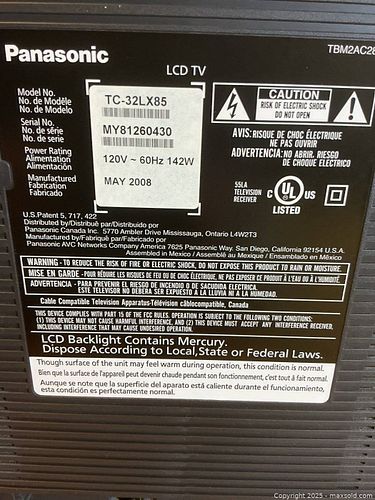 Panasonic
TBM2AC28
LCD TV
Model No.
No. de Modèle
No. de Modelo
TC-32LX85
Serial No.
No. de série
No. de serie
MY81260430
Power Rating
Alimentation
Alimentación
120V ~ 60Hz 142W
Manufactured
Fabrication
Fabricado
MAY 2008
CAUTION
RISK OF ELECTRIC SHOCK
DO NOT OPEN
AVIS: RISQUE DE CHOC ÉLECTRIQUE
NE PAS OUVRIR
ADVERTENCIA: NO ABRIR. RIESGO
DE CHOQUE ELECTRICO
55LA
TELEVISION
RECEIVER
C UL US
LISTED
U.S.Patent 5, 717, 422
Distributed by/Distribué par/Distribuido por
Panasonic Canada Inc. 5770 Ambler Drive Mississauga, Ontario L4W2T3
Manufactured by/Fabriqué par/Fabricado por
Panasonic AVC Networks Company America 7625 Panasonic Way. San Diego, California 92154 U.S.A.
Assembled in Mexico / Assemblé au Mexique / Ensamblado en México
WARNING - TO REDUCE THE RISK OF FIRE OR ELECTRIC SHOCK, DO NOT EXPOSE THIS PRODUCT TO RAIN OR MOISTURE.
MISE EN GARDE - POUR RÉDUIRE LES RISQUES DE FEU OU DE CHOC ÉLECTRIQUE, NE PAS EXPOSER CE PRODUIT À L'EAU OU À L'HUMIDITÉ.
ADVERTENCIA - PARA PREVENIR EL RIESGO DE INCENDIO O DE SACUDIDA ELECTRICA,
ESTE TELEVISOR NO DEBERA SER EXPUESTO A LA LLUVIA NI A LA HUMEDAD.
Cable Compatible Television Apparatus-Télévision câblocompatible, Canada
THIS DEVICE COMPLIES WITH PART 15 OF THE FCC RULES. OPERATION IS SUBJECT TO THE FOLLOWING TWO CONDITIONS:
(1) THIS DEVICE MAY NOT CAUSE HARMFUL INTERFERENCE, AND (2) THIS DEVICE MUST ACCEPT ANY INTERFERENCE RECEIVED,
INCLUDING INTERFERENCE THAT MAY CAUSE UNDESIRED OPERATION.
LCD Backlight Contains Mercury.
Dispose According to Local,State or Federal Laws.
Though surface of the unit may feel warm during operation, this condition is normal.
Bien que la surface de l'appareil peut devenir chaude pendant son fonctionnement, c'est tout à fait normal.
Aunque se note que la superficie del aparato está caliente durante el funcionamiento,
esta condición es perfectamente normal.
Copyright 2025 - maxsold.com